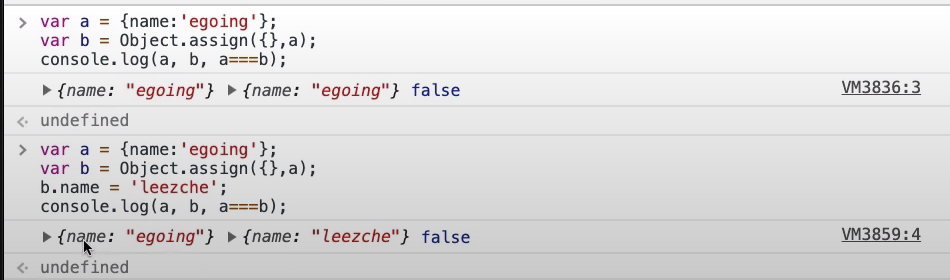 var a = {name:'egoing'};
var b = Object.assign({},a);
console.log(a, b, a===b);
{name: "egoing"} {name: "egoing"} false VM3836:3
undefined
var a = {name:'egoing'};
var b = Object.assign({},a);
b.name = 'leezche';
console.log(a, b, a===b);
{name: "egoing"} {name: "leezche"} false VM3859:4
undefined